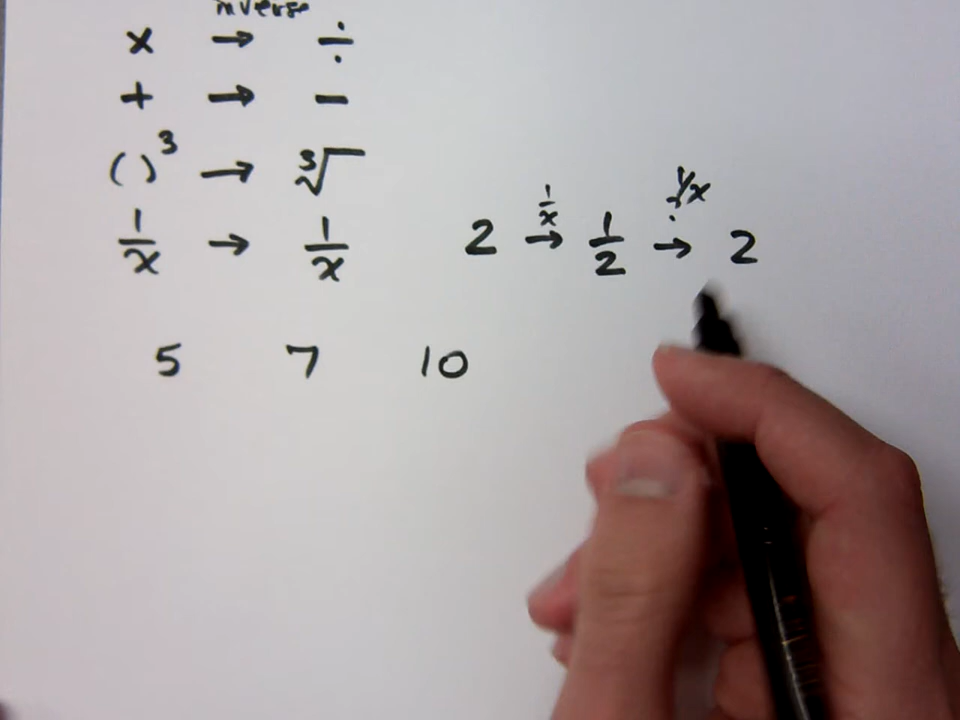 inverse
× → ÷
+ → −
( )³ → ∛
1/x → 1/x 2 →(1/x) 1/2 →(1/x) 2
5 7 10